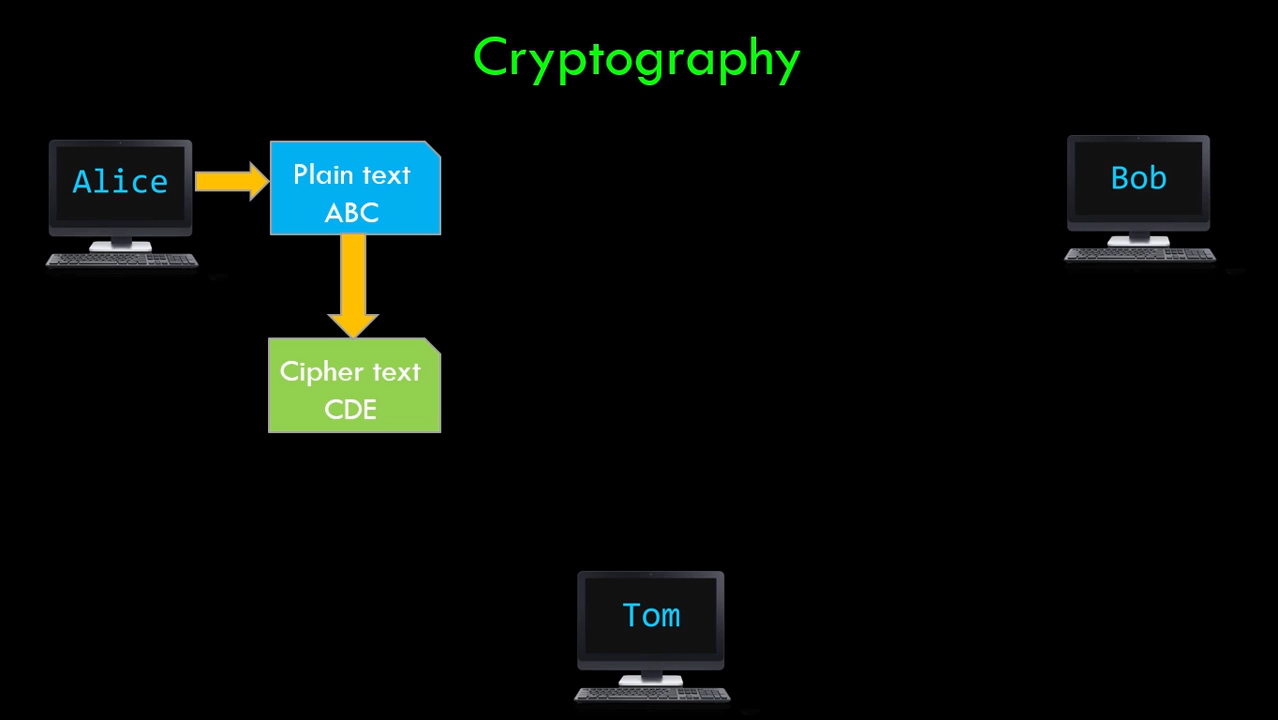 Cryptography
Alice
Plain text
ABC
Bob
Cipher text
CDE
Tom